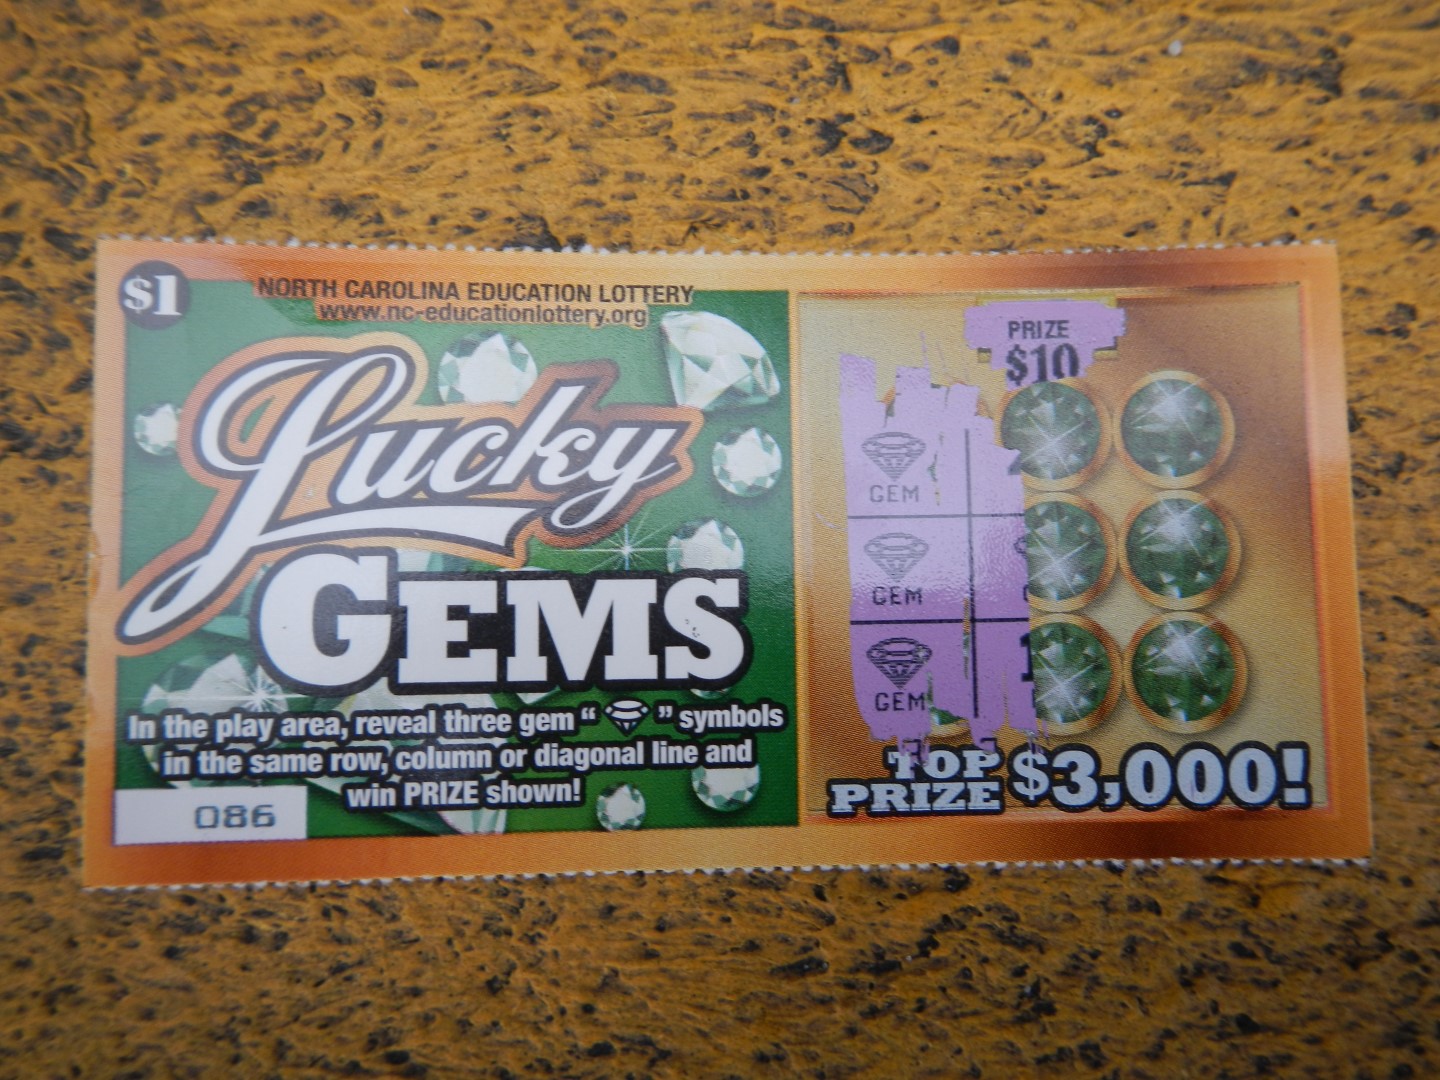 $1
NORTH CAROLINA EDUCATION LOTTERY
www.nc-educationlottery.org
Lucky
GEMS
In the play area, reveal three gem “ ” symbols
in the same row, column or diagonal line and
win PRIZE shown!
086
PRIZE
$10
GEM
GEM
GEM
TOP
PRIZE $3,000!